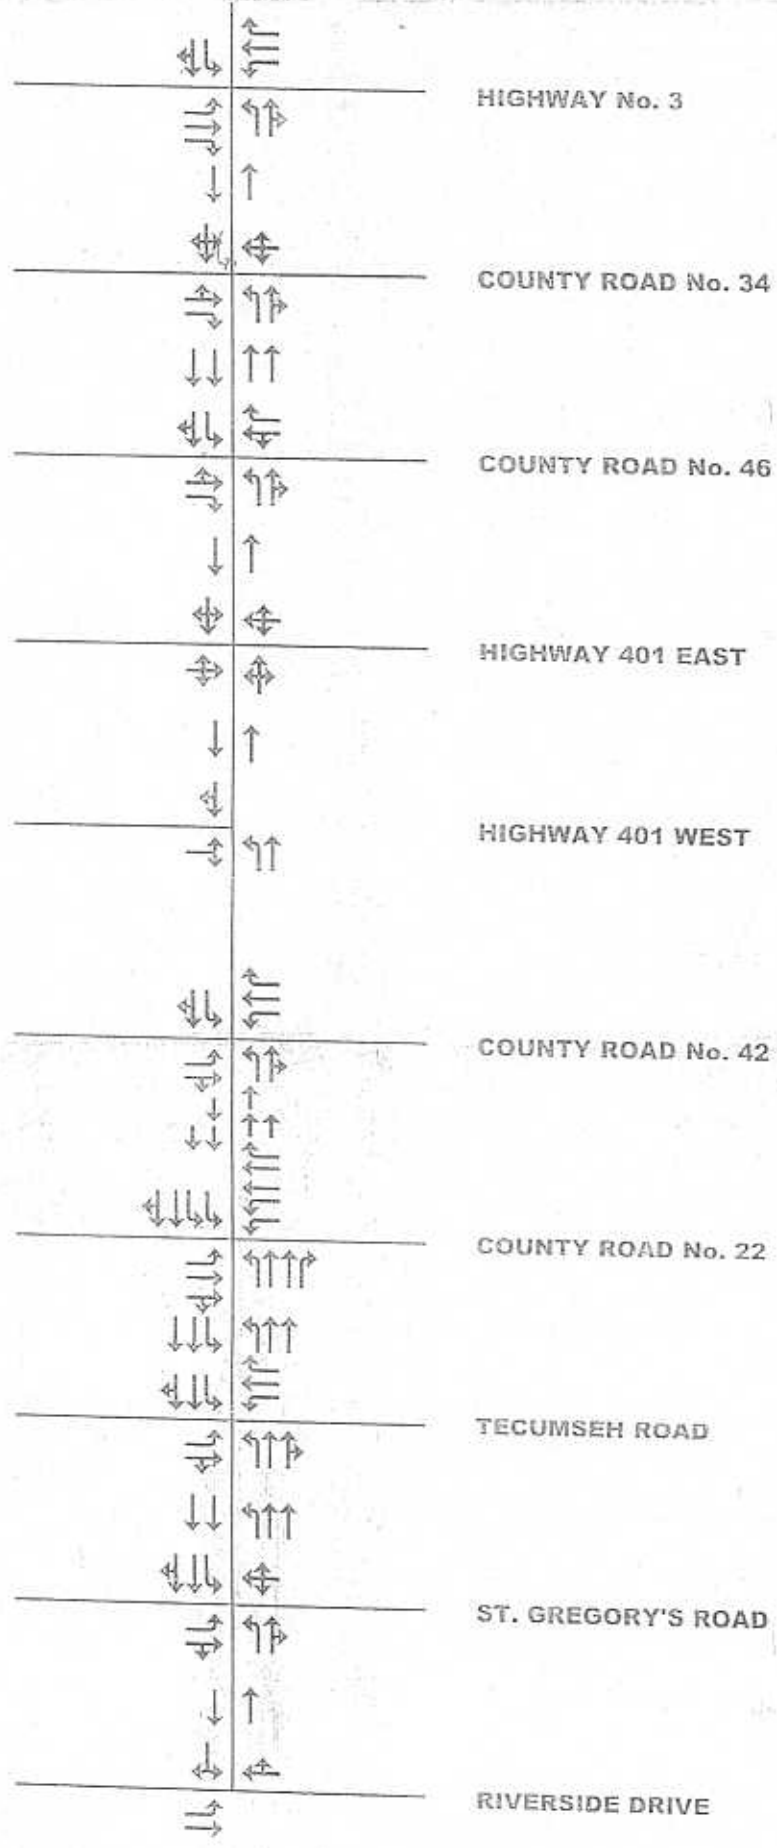 HIGHWAY No. 3
COUNTY ROAD No. 34
COUNTY ROAD No. 46
HIGHWAY 401 EAST
HIGHWAY 401 WEST
COUNTY ROAD No. 42
COUNTY ROAD No. 22
TECUMSEH ROAD
ST. GREGORY'S ROAD
RIVERSIDE DRIVE